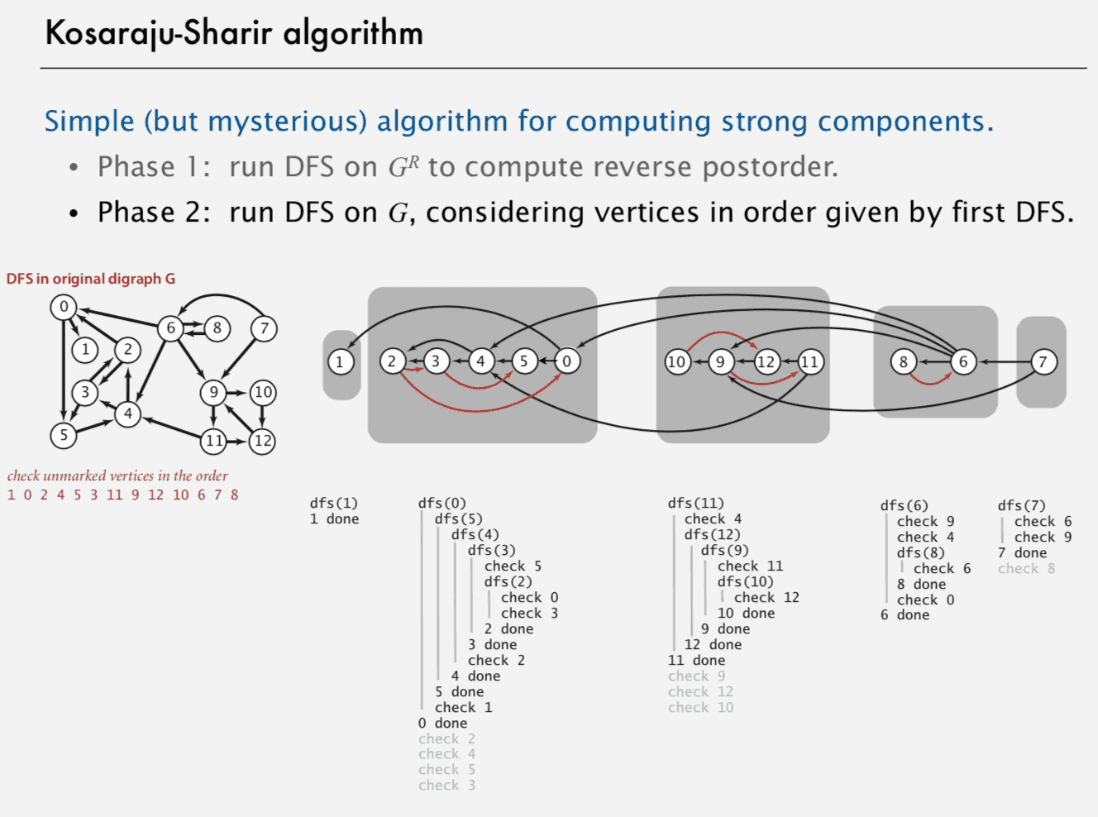 Kosaraju-Sharir algorithm
Simple (but mysterious) algorithm for computing strong components.
• Phase 1: run DFS on Gᴿ to compute reverse postorder.
• Phase 2: run DFS on G, considering vertices in order given by first DFS.
DFS in original digraph G
0
6 8 7
1 2
3 9 10
4
5 11 12
check unmarked vertices in the order
1 0 2 4 5 3 11 9 12 10 6 7 8
1 2 3 4 5 0 10 9 12 11 8 6 7
dfs(1)
1 done
dfs(0)
dfs(5)
dfs(4)
dfs(3)
check 5
dfs(2)
check 0
check 3
2 done
3 done
check 2
4 done
5 done
check 1
0 done
check 2
check 4
check 5
check 3
dfs(11)
check 4
dfs(12)
dfs(9)
check 11
dfs(10)
check 12
10 done
9 done
12 done
11 done
check 9
check 12
check 10
dfs(6)
check 9
check 4
dfs(8)
check 6
8 done
check 0
6 done
dfs(7)
check 6
check 9
7 done
check 8